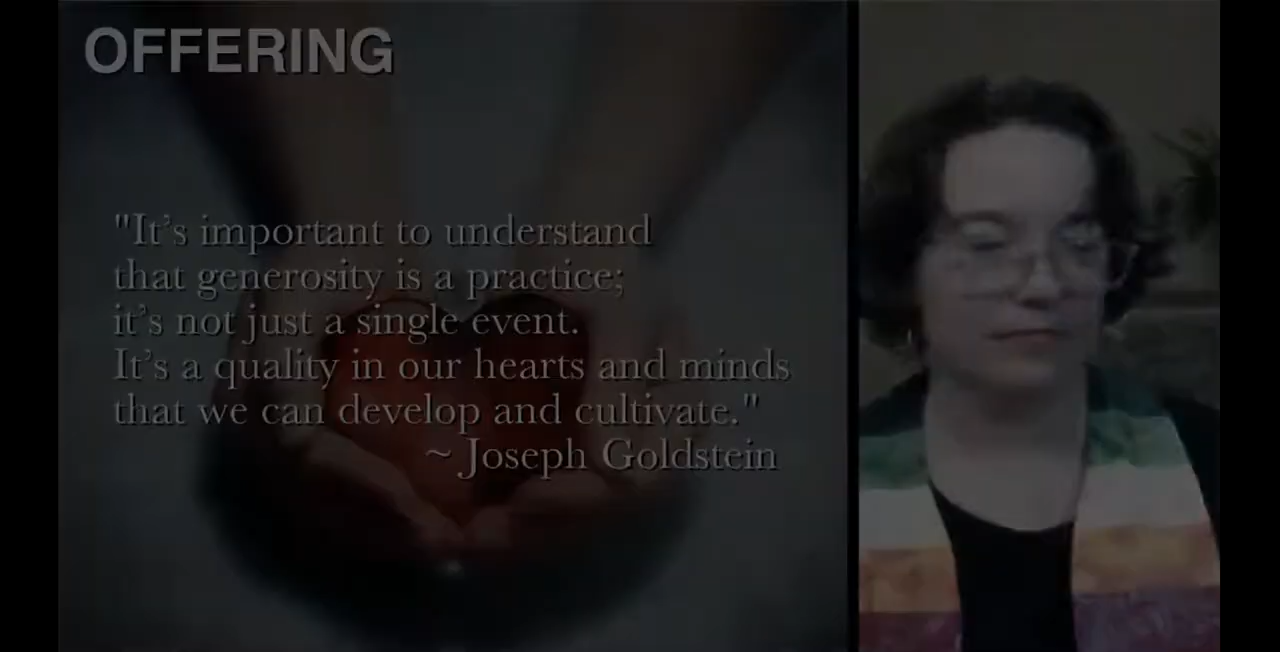 OFFERING
"It's important to understand
that generosity is a practice;
it's not just a single event.
It's a quality in our hearts and minds
that we can develop and cultivate."
~ Joseph Goldstein